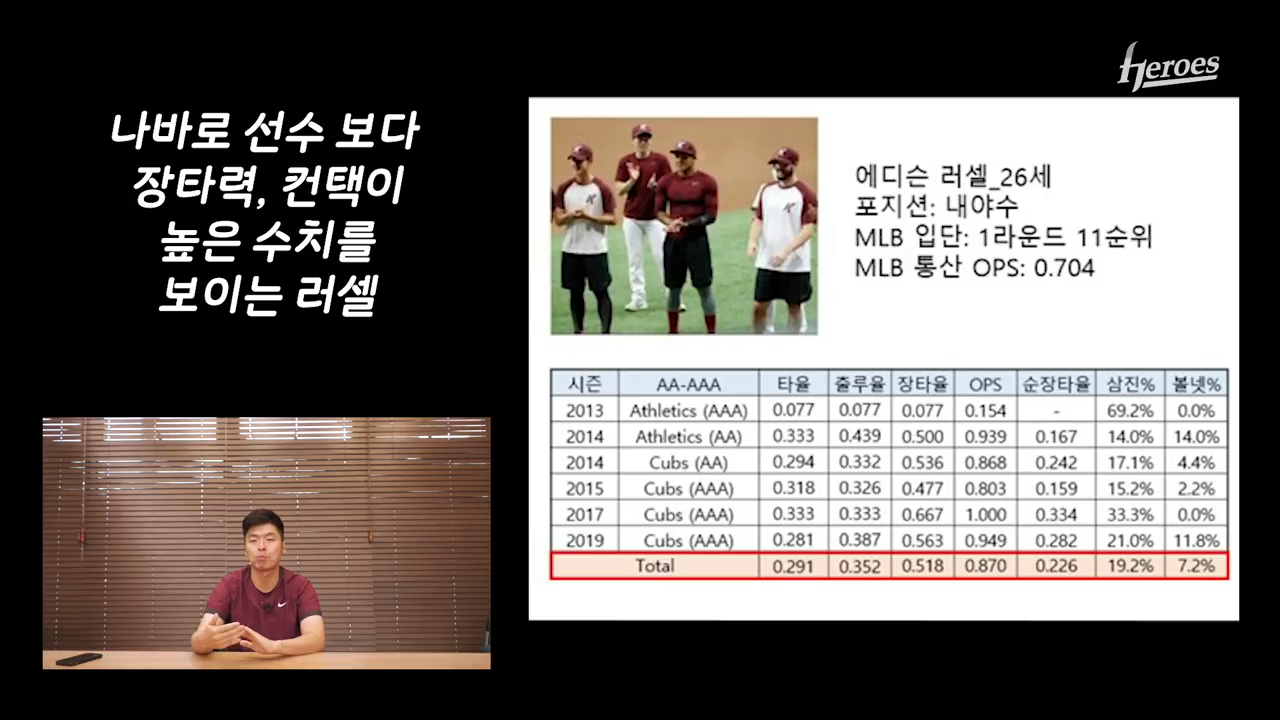 Heroes
나바로 선수 보다
장타력, 컨택이
높은 수치를
보이는 러셀
에디슨 러셀_26세
포지션: 내야수
MLB 입단: 1라운드 11순위
MLB 통산 OPS: 0.704
시즌 AA-AAA 타율 출루율 장타율 OPS 순장타율 삼진% 볼넷%
2013 Athletics (AAA) 0.077 0.077 0.077 0.154 - 69.2% 0.0%
2014 Athletics (AA) 0.333 0.439 0.500 0.939 0.167 14.0% 14.0%
2014 Cubs (AA) 0.294 0.332 0.536 0.868 0.242 17.1% 4.4%
2015 Cubs (AAA) 0.318 0.326 0.477 0.803 0.159 15.2% 2.2%
2017 Cubs (AAA) 0.333 0.333 0.667 1.000 0.334 33.3% 0.0%
2019 Cubs (AAA) 0.281 0.387 0.563 0.949 0.282 21.0% 11.8%
Total 0.291 0.352 0.518 0.870 0.226 19.2% 7.2%